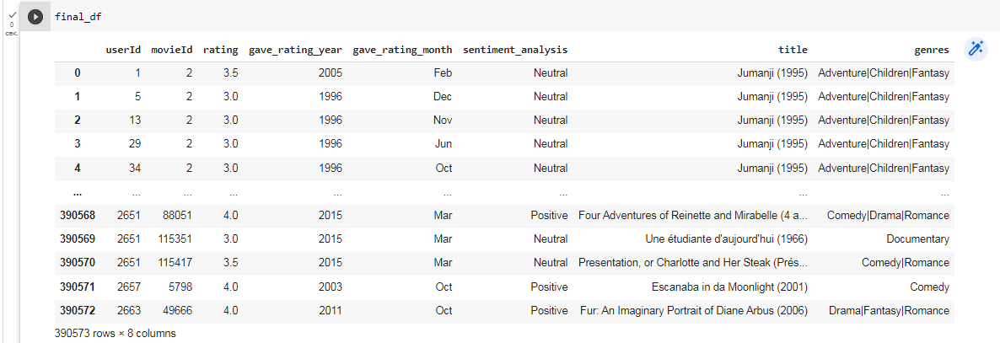 final_df
0
сек.
userId movieId rating gave_rating_year gave_rating_month sentiment_analysis title genres
0 1 2 3.5 2005 Feb Neutral Jumanji (1995) Adventure|Children|Fantasy
1 5 2 3.0 1996 Dec Neutral Jumanji (1995) Adventure|Children|Fantasy
2 13 2 3.0 1996 Nov Neutral Jumanji (1995) Adventure|Children|Fantasy
3 29 2 3.0 1996 Jun Neutral Jumanji (1995) Adventure|Children|Fantasy
4 34 2 3.0 1996 Oct Neutral Jumanji (1995) Adventure|Children|Fantasy
... ... ... ... ... ... ... ... ...
390568 2651 88051 4.0 2015 Mar Positive Four Adventures of Reinette and Mirabelle (4 a... Comedy|Drama|Romance
390569 2651 115351 3.0 2015 Mar Neutral Une étudiante d'aujourd'hui (1966) Documentary
390570 2651 115417 3.5 2015 Mar Neutral Presentation, or Charlotte and Her Steak (Prés... Comedy|Romance
390571 2657 5798 4.0 2003 Oct Positive Escanaba in da Moonlight (2001) Comedy
390572 2663 49666 4.0 2011 Oct Positive Fur: An Imaginary Portrait of Diane Arbus (2006) Drama|Fantasy|Romance
390573 rows × 8 columns